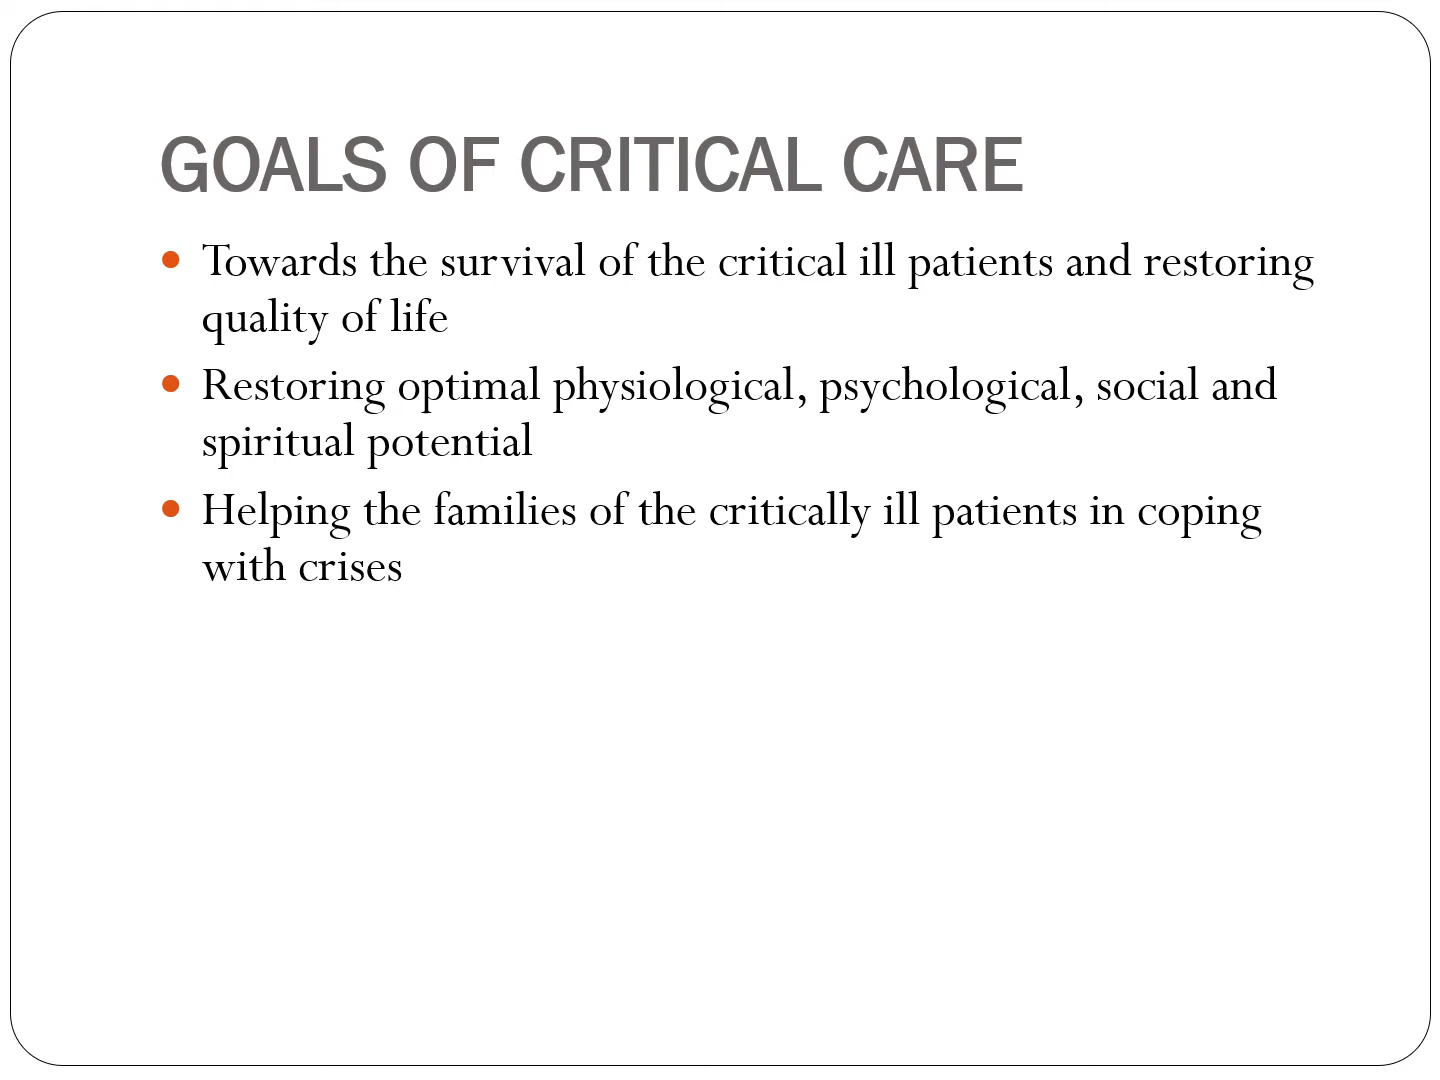 GOALS OF CRITICAL CARE
• Towards the survival of the critical ill patients and restoring
quality of life
• Restoring optimal physiological, psychological, social and
spiritual potential
• Helping the families of the critically ill patients in coping
with crises